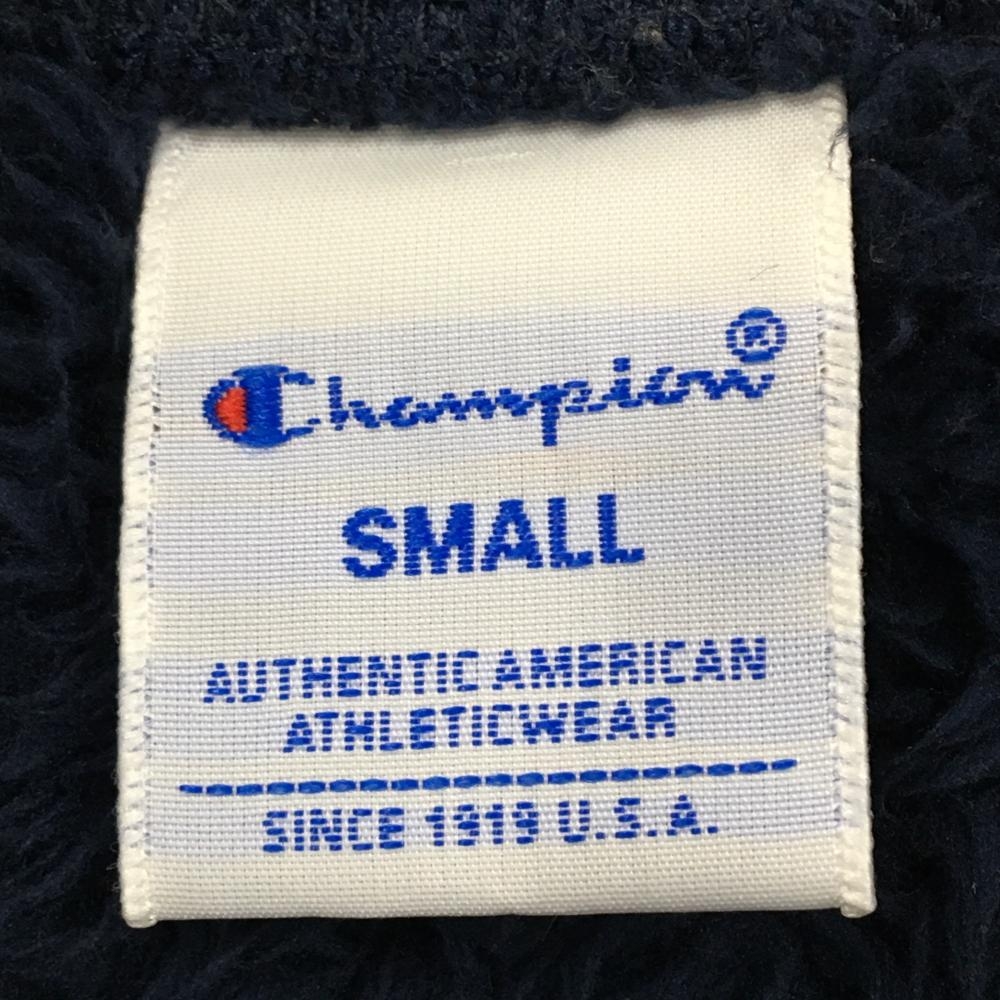 Champion®
SMALL
AUTHENTIC AMERICAN
ATHLETICWEAR
SINCE 1919 U.S.A.